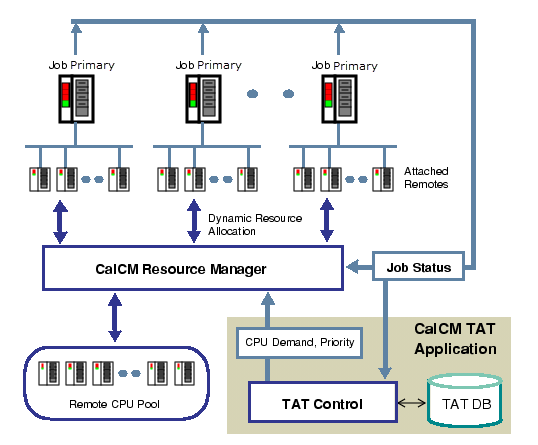 Job Primary
Job Primary
Job Primary
Attached
Remotes
Dynamic Resource
Allocation
CalCM Resource Manager
Job Status
CalCM TAT
Application
CPU Demand, Priority
Remote CPU Pool
TAT Control
TAT DB